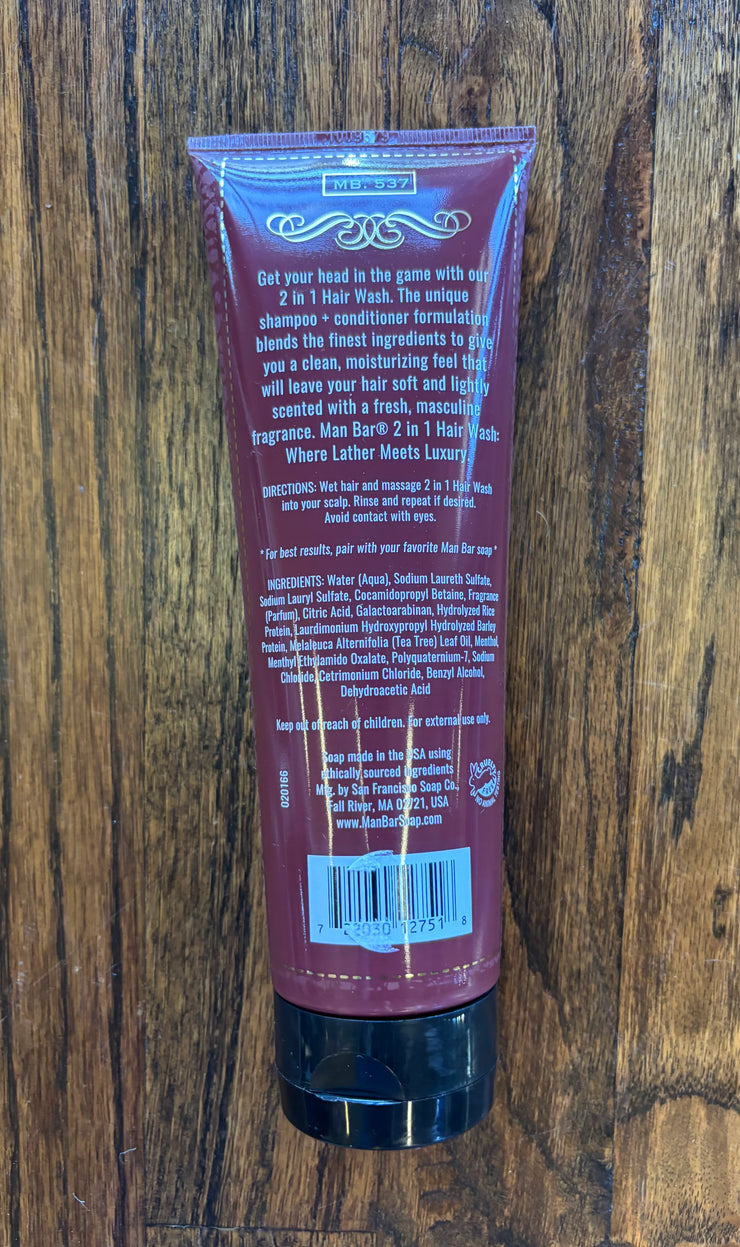 MB. 537
Get your head in the game with our
2 in 1 Hair Wash. The unique
shampoo + conditioner formulation
blends the finest ingredients to give
you a clean, moisturizing feel that
will leave your hair soft and lightly
scented with a fresh, masculine
fragrance. Man Bar® 2 in 1 Hair Wash:
Where Lather Meets Luxury.
DIRECTIONS: Wet hair and massage 2 in 1 Hair Wash
into your scalp. Rinse and repeat if desired.
Avoid contact with eyes.
* For best results, pair with your favorite Man Bar soap *
INGREDIENTS: Water (Aqua), Sodium Laureth Sulfate,
Sodium Lauryl Sulfate, Cocamidopropyl Betaine, Fragrance
(Parfum), Citric Acid, Galactoarabinan, Hydrolyzed Rice
Protein, Laurdimonium Hydroxypropyl Hydrolyzed Barley
Protein, Melaleuca Alternifolia (Tea Tree) Leaf Oil, Menthol,
Menthyl Ethylamido Oxalate, Polyquaternium-7, Sodium
Chloride, Cetrimonium Chloride, Benzyl Alcohol,
Dehydroacetic Acid
Keep out of reach of children. For external use only.
Soap made in the USA using
ethically sourced ingredients
Mfg. by San Francisco Soap Co.,
Fall River, MA 02721, USA
www.ManBarSoap.com
020166
7 23030 12751 8